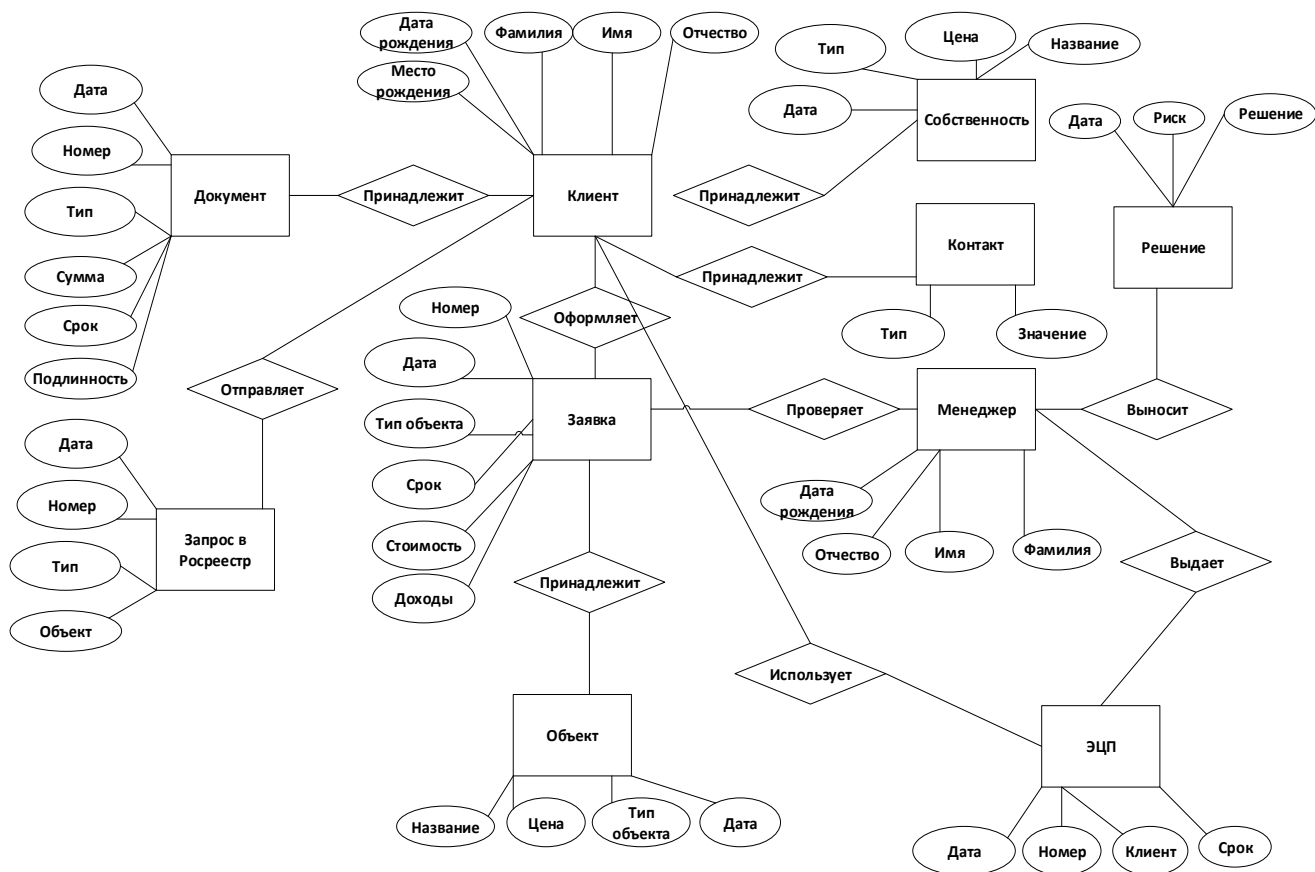 Дата
рождения
Фамилия
Имя
Отчество
Место
рождения
Тип
Цена
Название
Дата
Собственность
Дата
Риск
Решение
Дата
Номер
Тип
Сумма
Срок
Подлинность
Документ
Принадлежит
Клиент
Принадлежит
Принадлежит
Контакт
Тип
Значение
Решение
Номер
Оформляет
Дата
Тип объекта
Срок
Стоимость
Доходы
Заявка
Отправляет
Проверяет
Менеджер
Выносит
Дата
рождения
Отчество
Имя
Фамилия
Выдает
Дата
Номер
Тип
Объект
Запрос в
Росреестр
Принадлежит
Использует
Объект
Название
Цена
Тип
объекта
Дата
ЭЦП
Дата
Номер
Клиент
Срок